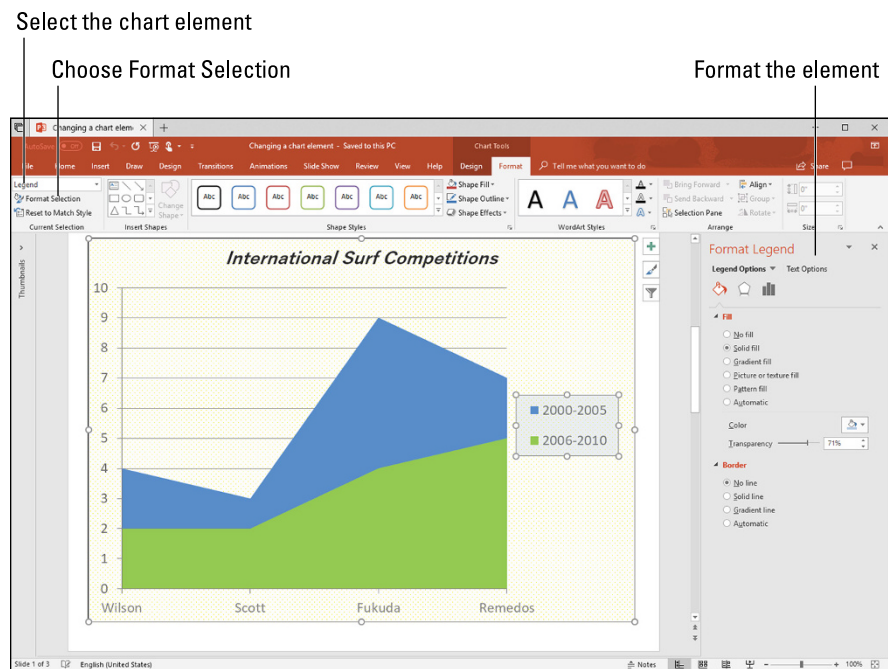 Select the chart element
Choose Format Selection
Format the element
Changing a chart elem
AutoSave Off
Changing a chart element - Saved to this PC
Chart Tools
File Home Insert Draw Design Transitions Animations Slide Show Review View Help Design Format Tell me what you want to do Share
Legend
Format Selection
Reset to Match Style
Current Selection
Change
Shape
Insert Shapes
Abc Abc Abc Abc Abc Abc Abc
Shape Fill
Shape Outline
Shape Effects
Shape Styles
A A A
A
A
A
WordArt Styles
Bring Forward
Send Backward
Selection Pane
Align
Group
Rotate
Arrange
0"
0"
Size
Thumbnails
International Surf Competitions
10
9
8
7
6
5
4
3
2
1
0
Wilson Scott Fukuda Remedos
2000-2005
2006-2010
Format Legend
Legend Options Text Options
Fill
No fill
Solid fill
Gradient fill
Picture or texture fill
Pattern fill
Automatic
Color
Transparency 71%
Border
No line
Solid line
Gradient line
Automatic
Slide 1 of 3 English (United States) Notes 100%